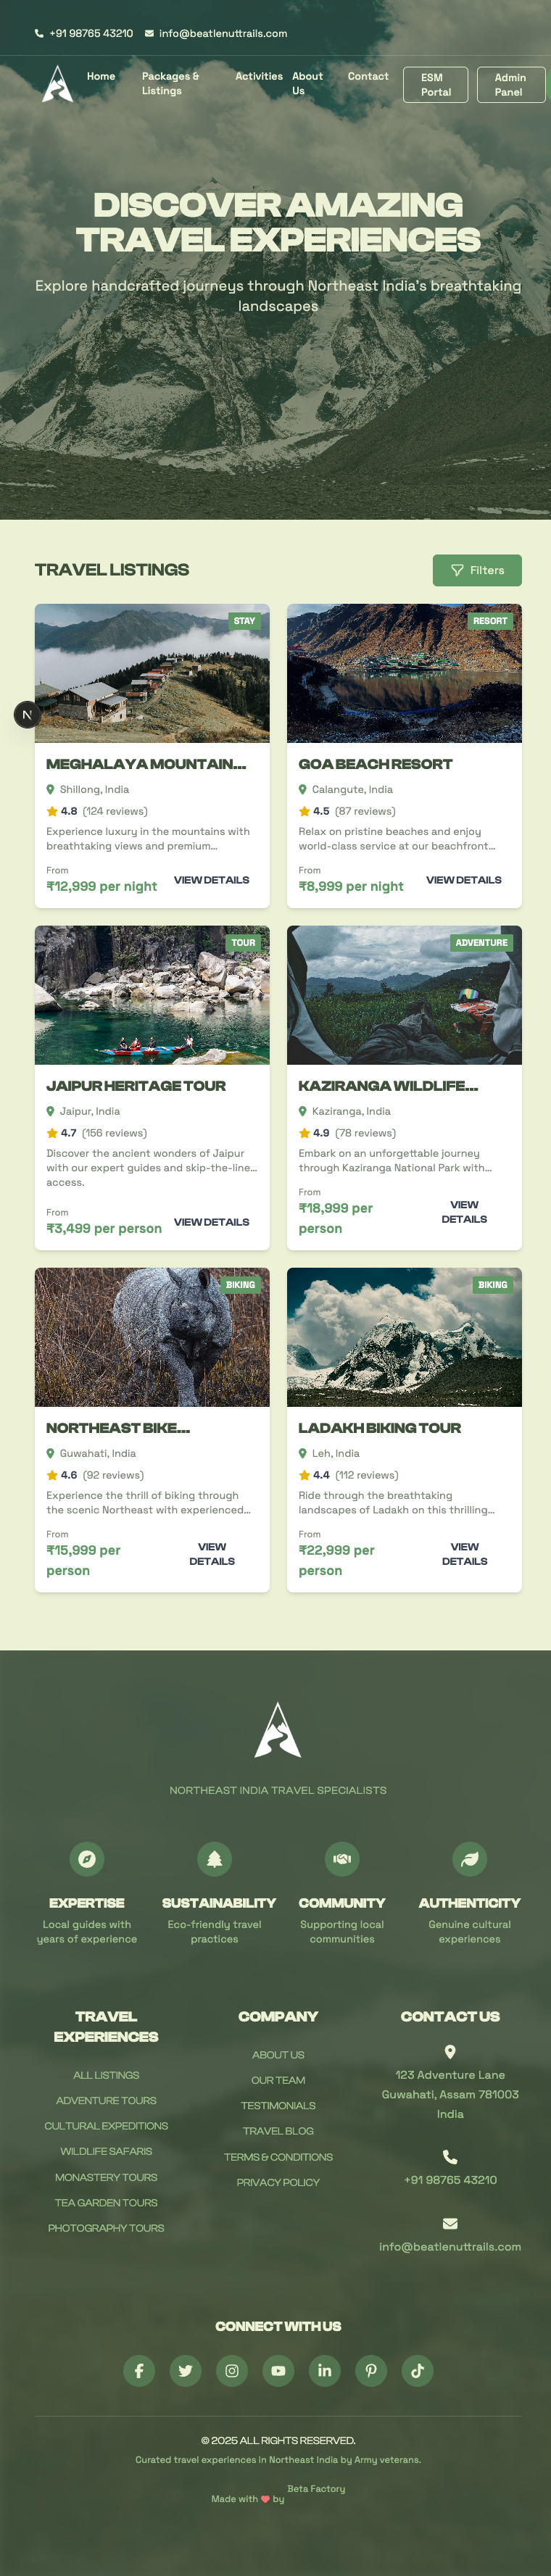 +91 98765 43210 info@beatlenuttrails.com
Home Packages & Listings Activities About Us Contact ESM Portal Admin Panel
DISCOVER AMAZING
TRAVEL EXPERIENCES
Explore handcrafted journeys through Northeast India's breathtaking
landscapes
TRAVEL LISTINGS
Filters
STAY
MEGHALAYA MOUNTAIN...
Shillong, India
4.8 (124 reviews)
Experience luxury in the mountains with
breathtaking views and premium...
From
₹12,999 per night VIEW DETAILS
RESORT
GOA BEACH RESORT
Calangute, India
4.5 (87 reviews)
Relax on pristine beaches and enjoy
world-class service at our beachfront...
From
₹8,999 per night VIEW DETAILS
TOUR
JAIPUR HERITAGE TOUR
Jaipur, India
4.7 (156 reviews)
Discover the ancient wonders of Jaipur
with our expert guides and skip-the-line...
access.
From
₹3,499 per person VIEW DETAILS
ADVENTURE
KAZIRANGA WILDLIFE...
Kaziranga, India
4.9 (78 reviews)
Embark on an unforgettable journey
through Kaziranga National Park with...
From
₹18,999 per
person
VIEW
DETAILS
BIKING
NORTHEAST BIKE...
Guwahati, India
4.6 (92 reviews)
Experience the thrill of biking through
the scenic Northeast with experienced...
From
₹15,999 per
person
VIEW
DETAILS
BIKING
LADAKH BIKING TOUR
Leh, India
4.4 (112 reviews)
Ride through the breathtaking
landscapes of Ladakh on this thrilling...
From
₹22,999 per
person
VIEW
DETAILS
N
NORTHEAST INDIA TRAVEL SPECIALISTS
EXPERTISE
Local guides with
years of experience
SUSTAINABILITY
Eco-friendly travel
practices
COMMUNITY
Supporting local
communities
AUTHENTICITY
Genuine cultural
experiences
TRAVEL
EXPERIENCES
ALL LISTINGS
ADVENTURE TOURS
CULTURAL EXPEDITIONS
WILDLIFE SAFARIS
MONASTERY TOURS
TEA GARDEN TOURS
PHOTOGRAPHY TOURS
COMPANY
ABOUT US
OUR TEAM
TESTIMONIALS
TRAVEL BLOG
TERMS & CONDITIONS
PRIVACY POLICY
CONTACT US
123 Adventure Lane
Guwahati, Assam 781003
India
+91 98765 43210
info@beatlenuttrails.com
CONNECT WITH US
© 2025 ALL RIGHTS RESERVED.
Curated travel experiences in Northeast India by Army veterans.
Made with by Beta Factory